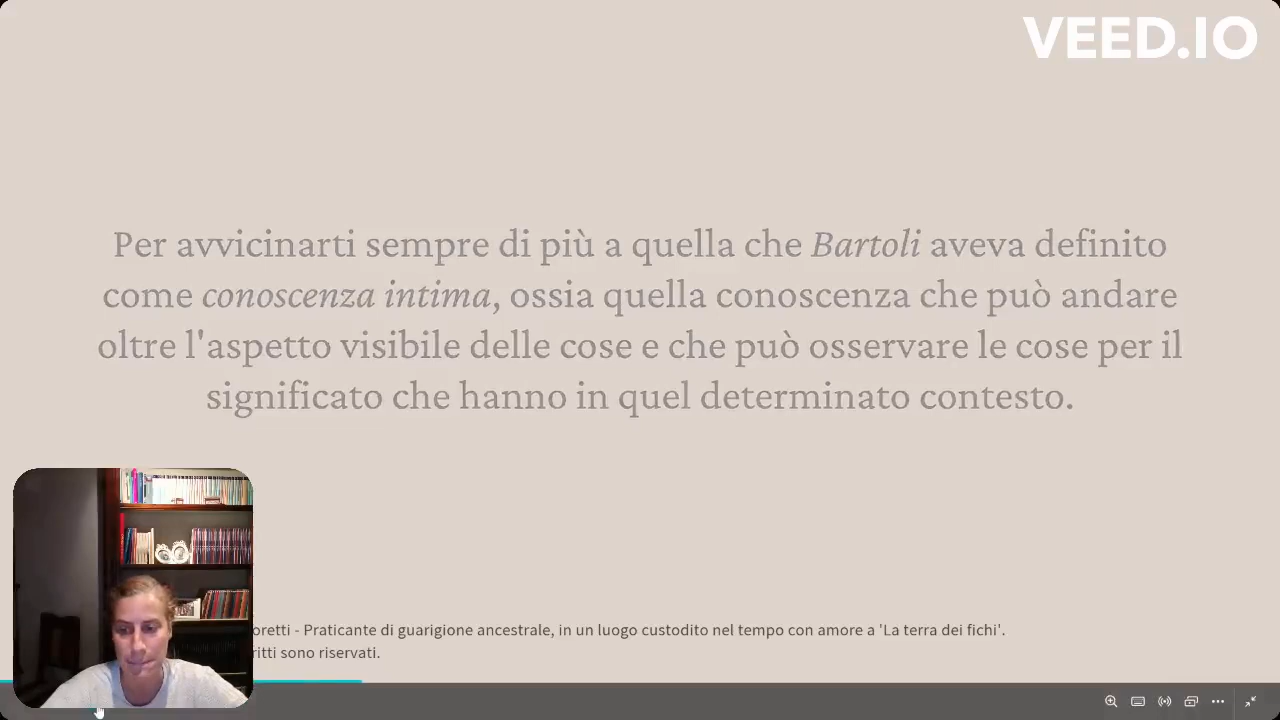 VEED.IO
Per avvicinarti sempre di più a quella che Bartoli aveva definito
come conoscenza intima, ossia quella conoscenza che può andare
oltre l'aspetto visibile delle cose e che può osservare le cose per il
significato che hanno in quel determinato contesto.
oretti - Praticante di guarigione ancestrale, in un luogo custodito nel tempo con amore a 'La terra dei fichi'.
ritti sono riservati.